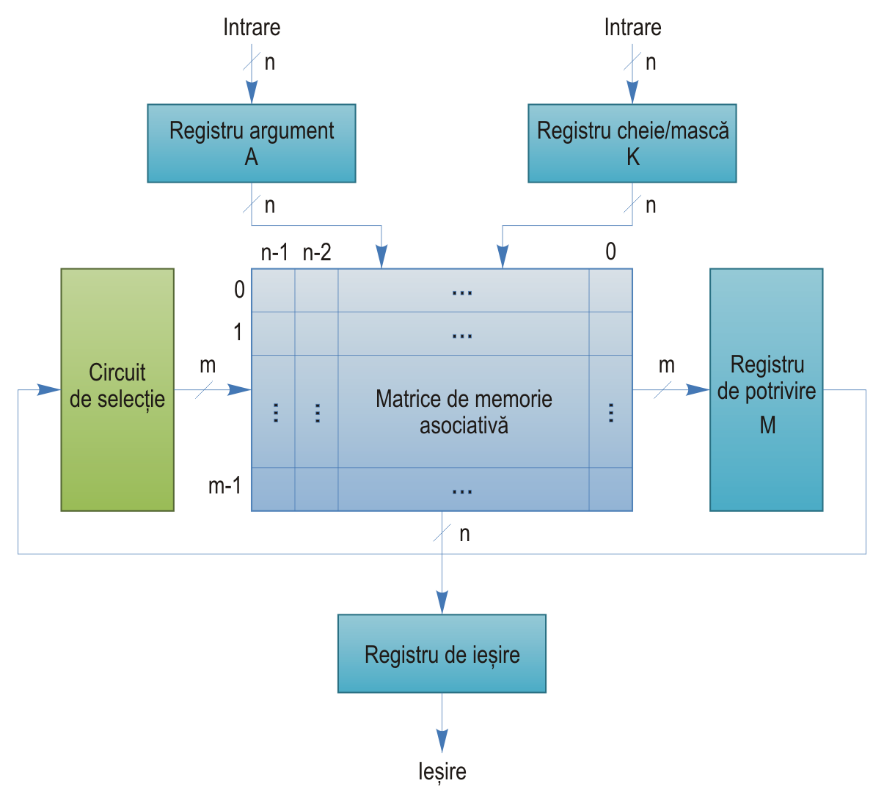 Intrare
Intrare
n
n
Registru argument
A
Registru cheie/mască
K
n
n
n-1 n-2 0
0 ...
1 ...
Circuit
de selecție
m
Matrice de memorie
asociativă
... ... ...
m
Registru
de potrivire
M
m-1 ...
n
Registru de ieșire
Ieșire